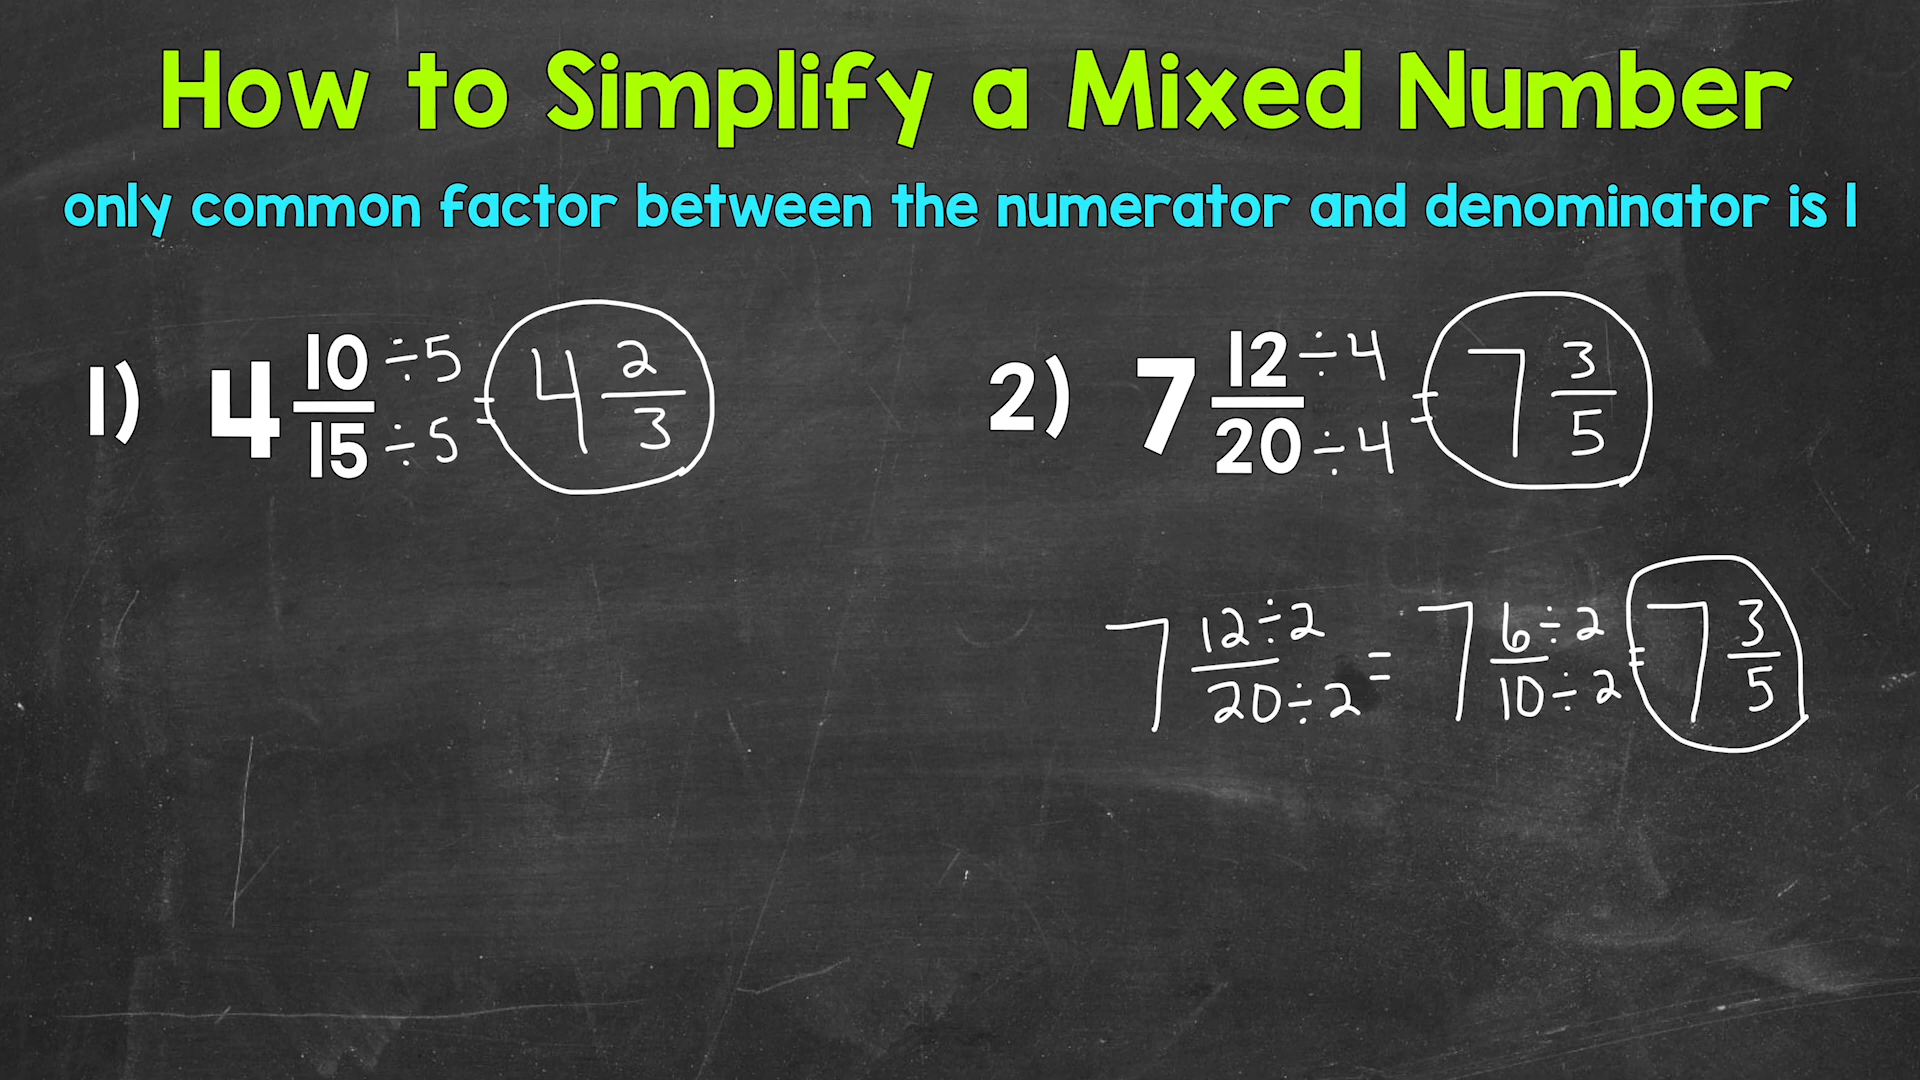 How to Simplify a Mixed Number
only common factor between the numerator and denominator is 1
1) 4 10/15 ÷5/÷5 = 4 2/3
2) 7 12/20 ÷4/÷4 = 7 3/5
7 12÷2/20÷2 = 7 6÷2/10÷2 = 7 3/5